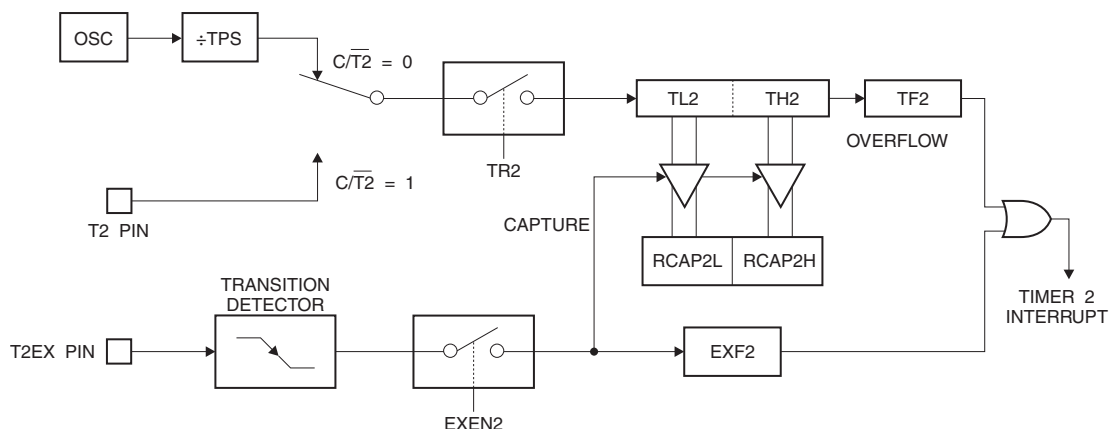 OSC
÷TPS
C/T2 = 0
TL2
TH2
TF2
OVERFLOW
TR2
C/T2 = 1
T2 PIN
CAPTURE
RCAP2L
RCAP2H
TRANSITION
DETECTOR
TIMER 2
INTERRUPT
T2EX PIN
EXF2
EXEN2